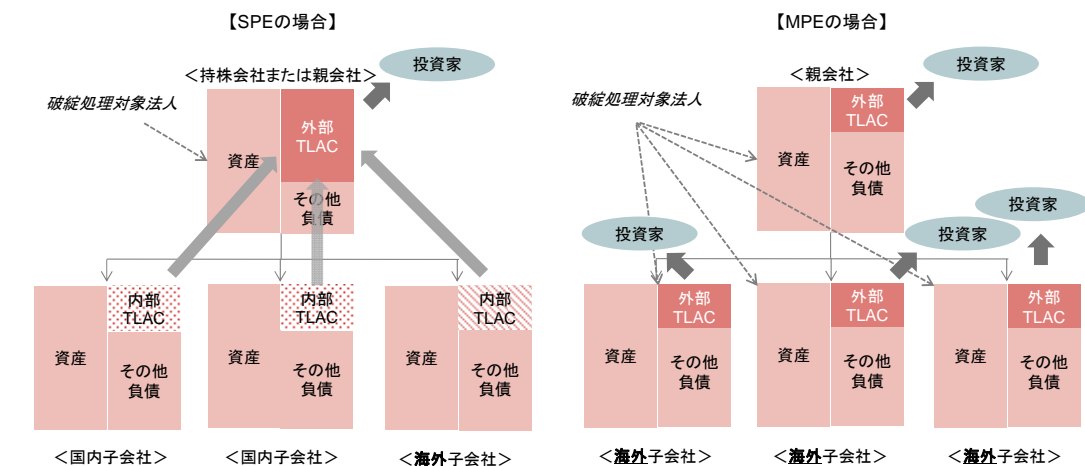 【SPEの場合】
＜持株会社または親会社＞
投資家
破綻処理対象法人
資産
外部
TLAC
その他
負債
内部
TLAC
資産
その他
負債
＜国内子会社＞
内部
TLAC
資産
その他
負債
＜国内子会社＞
内部
TLAC
資産
その他
負債
＜海外子会社＞
【MPEの場合】
＜親会社＞
投資家
破綻処理対象法人
外部
TLAC
資産
その他
負債
投資家
投資家
投資家
外部
TLAC
資産
その他
負債
＜海外子会社＞
外部
TLAC
資産
その他
負債
＜海外子会社＞
外部
TLAC
資産
その他
負債
＜海外子会社＞